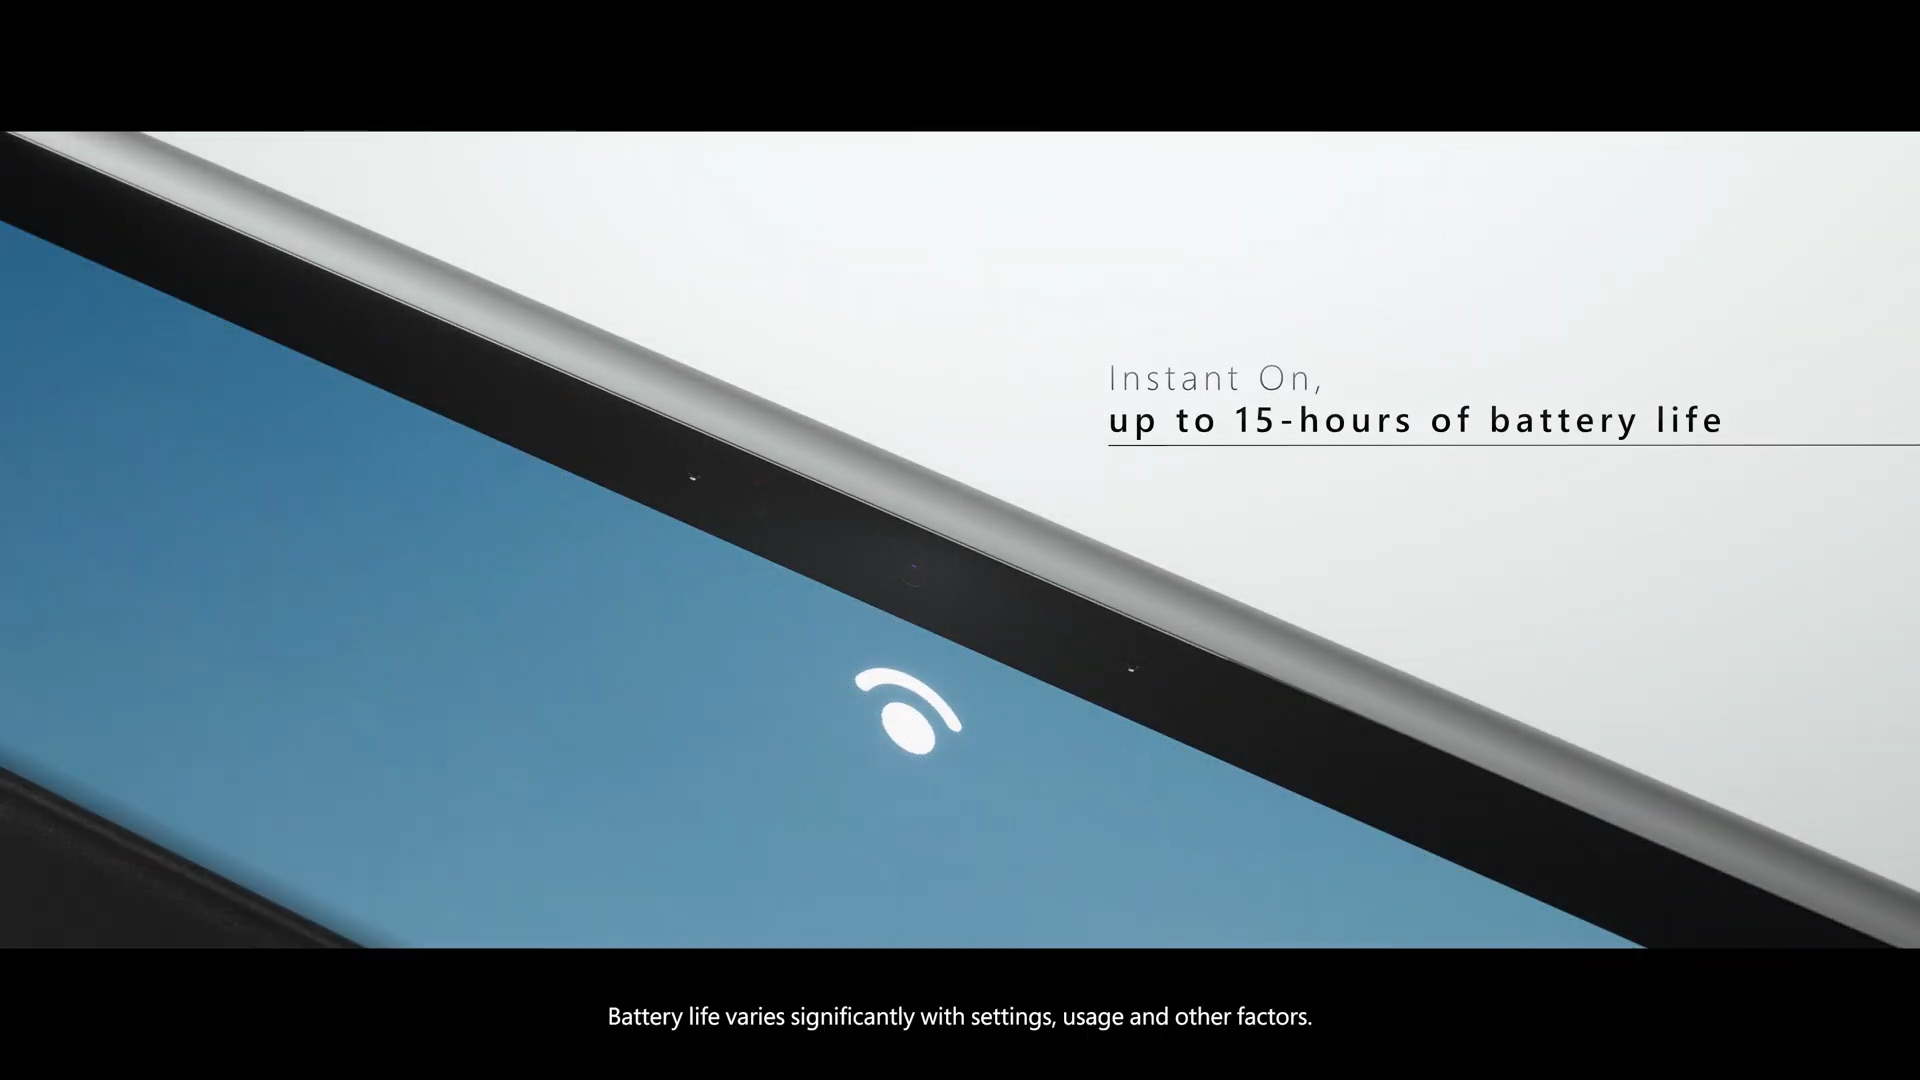 Instant On,
up to 15-hours of battery life
Battery life varies significantly with settings, usage and other factors.